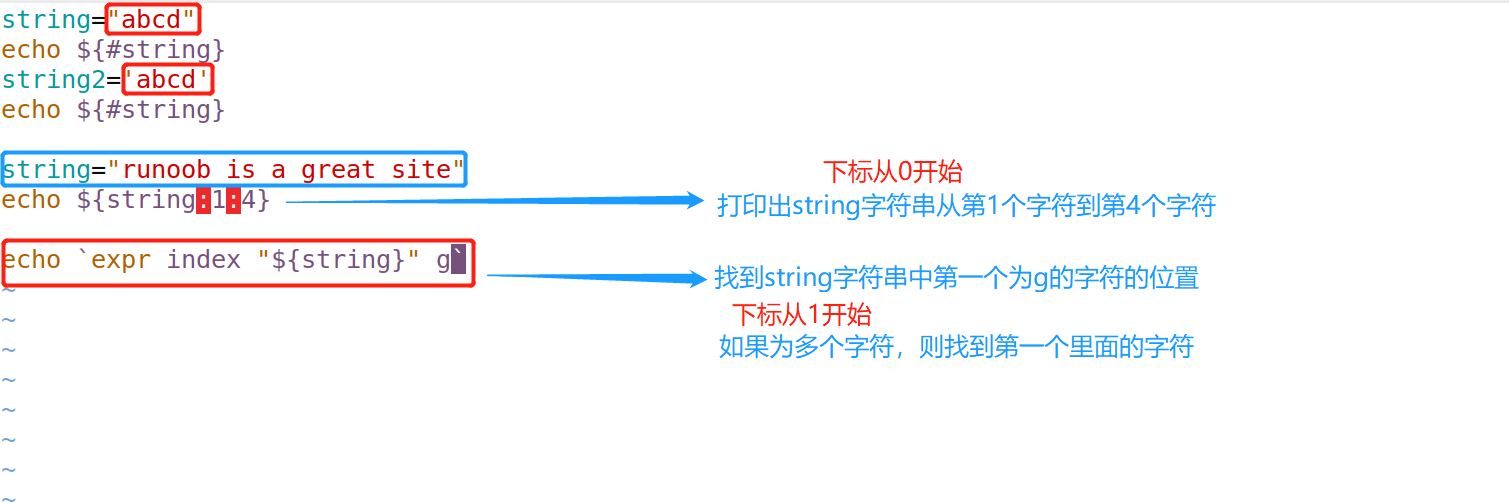 string="abcd"
echo ${#string}
string2='abcd'
echo ${#string}
string="runoob is a great site"
下标从0开始
echo ${string:1:4}
打印出string字符串从第1个字符到第4个字符
echo `expr index "${string}" g`
找到string字符串中第一个为g的字符的位置
~
下标从1开始
~
如果为多个字符，则找到第一个里面的字符
~
~
~
~
~
~